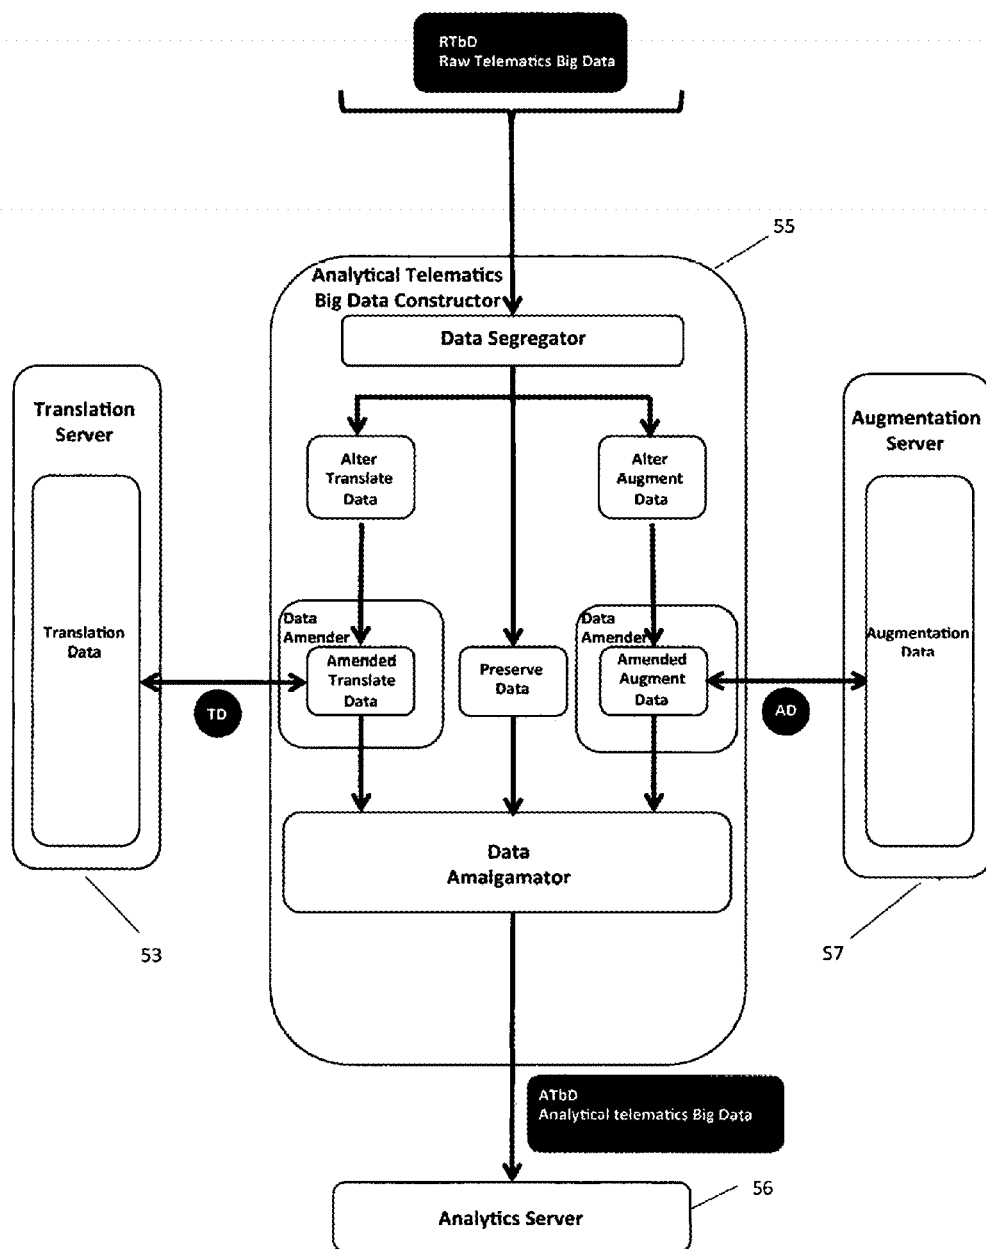 RTbD
Raw Telematics Big Data
55
Analytical Telematics
Big Data Constructor
Data Segregator
Translation
Server
Augmentation
Server
Alter
Translate
Data
Alter
Augment
Data
Translation
Data
Data
Amender
Amended
Translate
Data
Preserve
Data
Data
Amender
Amended
Augment
Data
Augmentation
Data
TD
AD
Data
Amalgamator
53
57
ATbD
Analytical telematics Big Data
56
Analytics Server